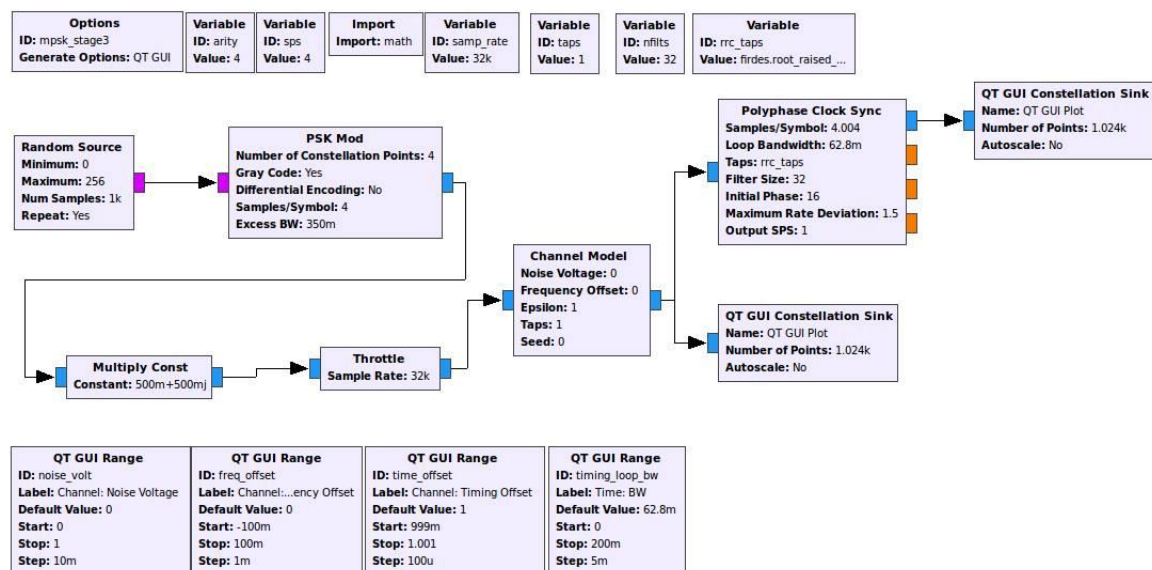 Options
ID: mpsk_stage3
Generate Options: QT GUI
Variable
ID: arity
Value: 4
Variable
ID: sps
Value: 4
Import
Import: math
Variable
ID: samp_rate
Value: 32k
Variable
ID: taps
Value: 1
Variable
ID: nfilts
Value: 32
Variable
ID: rrc_taps
Value: firdes.root_raised_...
Random Source
Minimum: 0
Maximum: 256
Num Samples: 1k
Repeat: Yes
PSK Mod
Number of Constellation Points: 4
Gray Code: Yes
Differential Encoding: No
Samples/Symbol: 4
Excess BW: 350m
Polyphase Clock Sync
Samples/Symbol: 4.004
Loop Bandwidth: 62.8m
Taps: rrc_taps
Filter Size: 32
Initial Phase: 16
Maximum Rate Deviation: 1.5
Output SPS: 1
QT GUI Constellation Sink
Name: QT GUI Plot
Number of Points: 1.024k
Autoscale: No
Multiply Const
Constant: 500m+500mj
Throttle
Sample Rate: 32k
Channel Model
Noise Voltage: 0
Frequency Offset: 0
Epsilon: 1
Taps: 1
Seed: 0
QT GUI Constellation Sink
Name: QT GUI Plot
Number of Points: 1.024k
Autoscale: No
QT GUI Range
ID: noise_volt
Label: Channel: Noise Voltage
Default Value: 0
Start: 0
Stop: 1
Step: 10m
QT GUI Range
ID: freq_offset
Label: Channel:...ency Offset
Default Value: 0
Start: -100m
Stop: 100m
Step: 1m
QT GUI Range
ID: time_offset
Label: Channel: Timing Offset
Default Value: 1
Start: 999m
Stop: 1.001
Step: 100u
QT GUI Range
ID: timing_loop_bw
Label: Time: BW
Default Value: 62.8m
Start: 0
Stop: 200m
Step: 5m